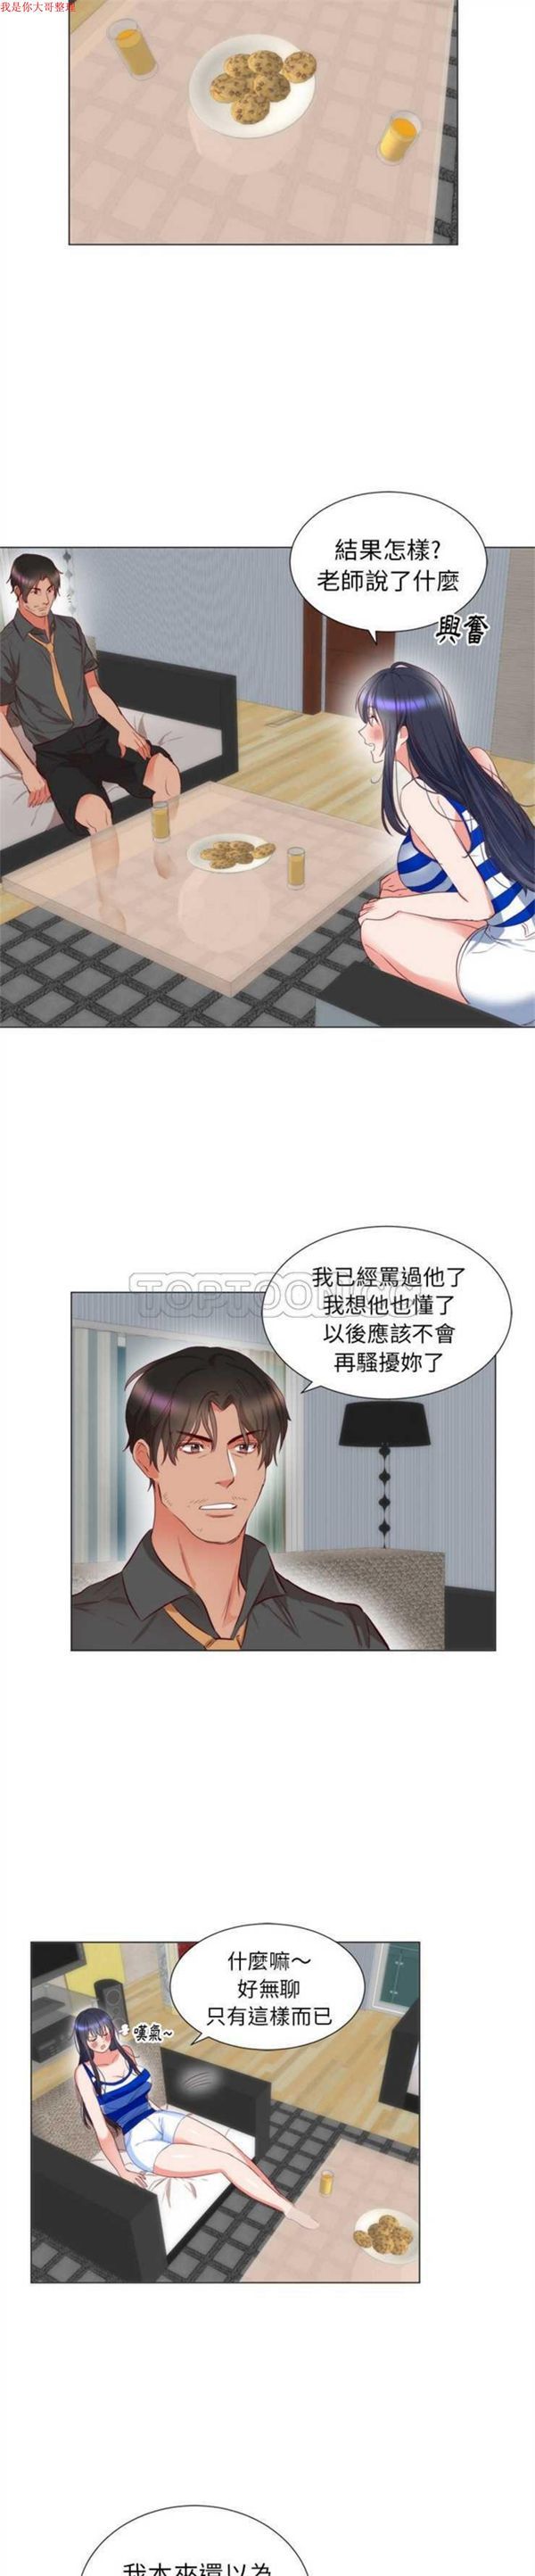 我是你大哥整理
結果怎樣?
老師說了什麼
興奮
TOPTOON
我已經罵過他了
我想他也懂了
以後應該不會
再騷擾妳了
什麼嘛～
好無聊
只有這樣而已
嘆氣~
我本來還以為